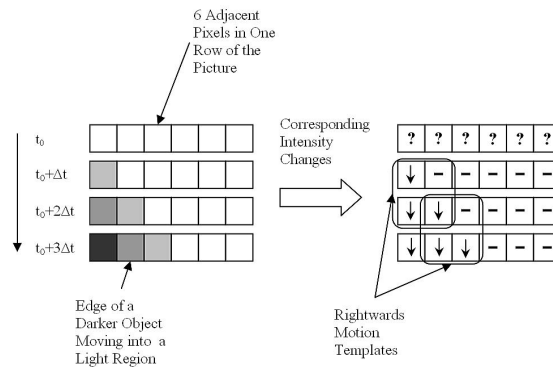 6 Adjacent
Pixels in One
Row of the
Picture
Corresponding
Intensity
Changes
t₀
? ? ? ? ? ?
t₀+Δt
↓ - - - - -
t₀+2Δt
↓ ↓ - - - -
t₀+3Δt
↓ ↓ ↓ - - -
Edge of a
Darker Object
Moving into a
Light Region
Rightwards
Motion
Templates